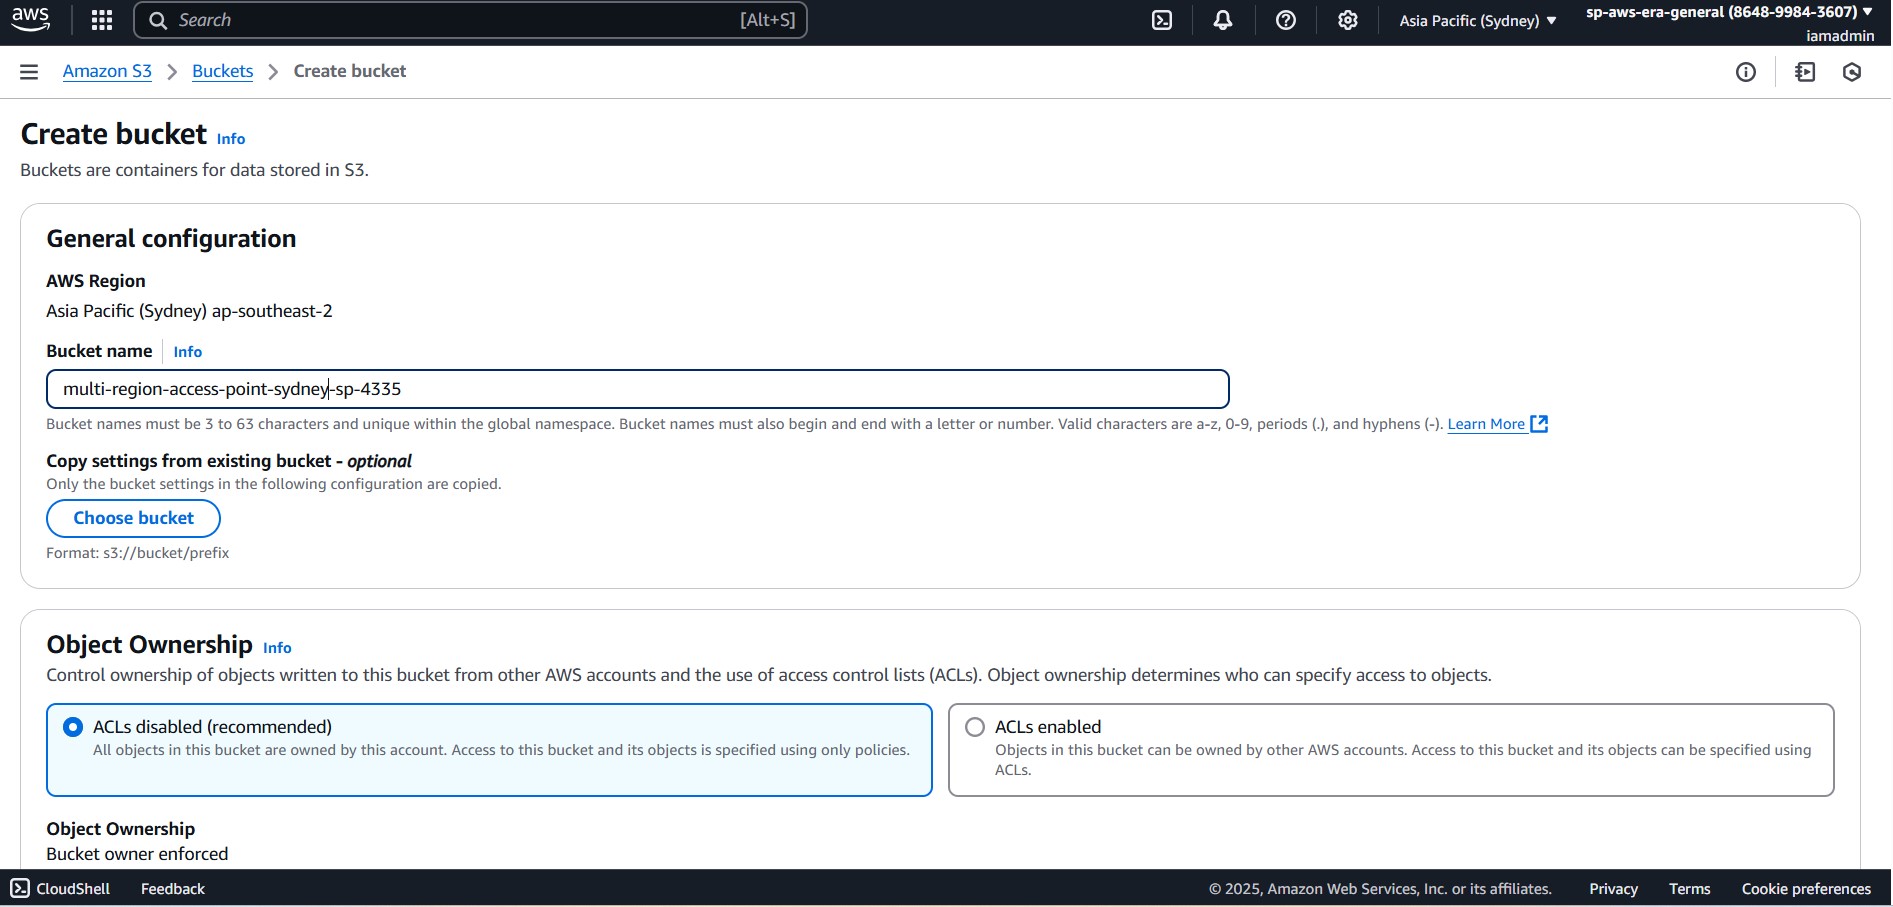 aws
Search
[Alt+S]
Asia Pacific (Sydney) ▼
sp-aws-era-general (8648-9984-3607) ▼
iamadmin
Amazon S3 > Buckets > Create bucket
Create bucket Info
Buckets are containers for data stored in S3.
General configuration
AWS Region
Asia Pacific (Sydney) ap-southeast-2
Bucket name Info
multi-region-access-point-sydney-sp-4335
Bucket names must be 3 to 63 characters and unique within the global namespace. Bucket names must also begin and end with a letter or number. Valid characters are a-z, 0-9, periods (.), and hyphens (-). Learn More
Copy settings from existing bucket - optional
Only the bucket settings in the following configuration are copied.
Choose bucket
Format: s3://bucket/prefix
Object Ownership Info
Control ownership of objects written to this bucket from other AWS accounts and the use of access control lists (ACLs). Object ownership determines who can specify access to objects.
ACLs disabled (recommended)
All objects in this bucket are owned by this account. Access to this bucket and its objects is specified using only policies.
ACLs enabled
Objects in this bucket can be owned by other AWS accounts. Access to this bucket and its objects can be specified using
ACLs.
Object Ownership
Bucket owner enforced
CloudShell Feedback © 2025, Amazon Web Services, Inc. or its affiliates. Privacy Terms Cookie preferences